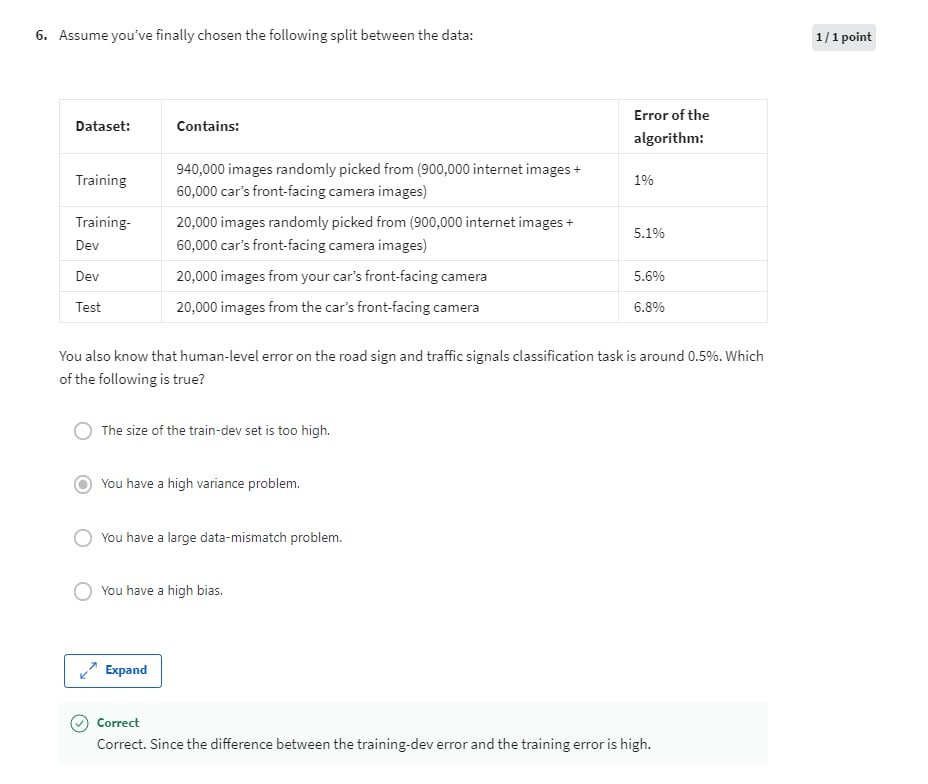 6. Assume you've finally chosen the following split between the data:
1 / 1 point
Dataset:
Contains:
Error of the
algorithm:
Training
940,000 images randomly picked from (900,000 internet images +
60,000 car's front-facing camera images)
1%
Training-
Dev
20,000 images randomly picked from (900,000 internet images +
60,000 car's front-facing camera images)
5.1%
Dev
20,000 images from your car's front-facing camera
5.6%
Test
20,000 images from the car's front-facing camera
6.8%
You also know that human-level error on the road sign and traffic signals classification task is around 0.5%. Which
of the following is true?
The size of the train-dev set is too high.
You have a high variance problem.
You have a large data-mismatch problem.
You have a high bias.
Expand
Correct
Correct. Since the difference between the training-dev error and the training error is high.